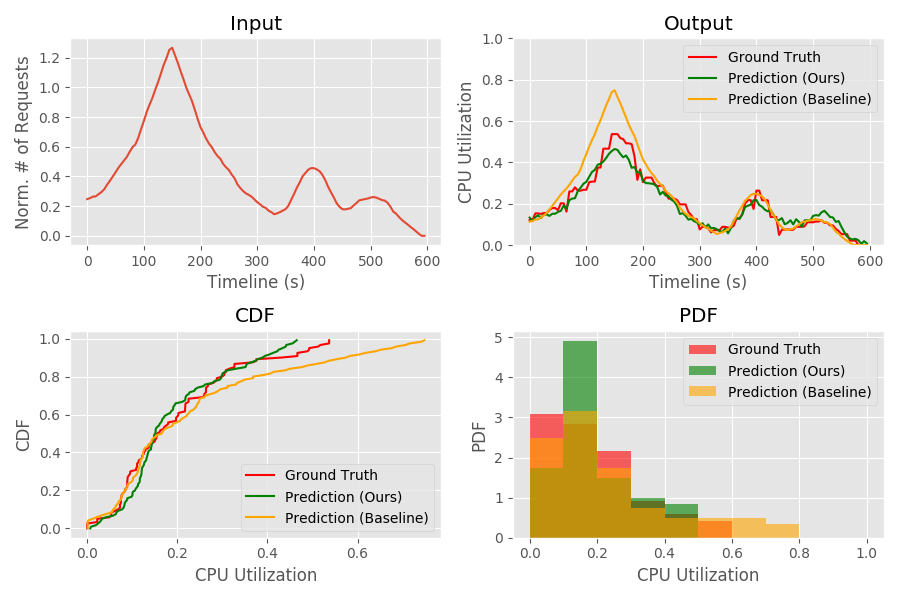 Input
Norm. # of Requests
1.2
1.0
0.8
0.6
0.4
0.2
0.0
0 100 200 300 400 500 600
Timeline (s)
Output
CPU Utilization
1.0
0.8
0.6
0.4
0.2
0.0
Ground Truth
Prediction (Ours)
Prediction (Baseline)
0 100 200 300 400 500 600
Timeline (s)
CDF
CDF
1.0
0.8
0.6
0.4
0.2
0.0
Ground Truth
Prediction (Ours)
Prediction (Baseline)
0.0 0.2 0.4 0.6
CPU Utilization
PDF
PDF
5
4
3
2
1
0
Ground Truth
Prediction (Ours)
Prediction (Baseline)
0.0 0.2 0.4 0.6 0.8 1.0
CPU Utilization